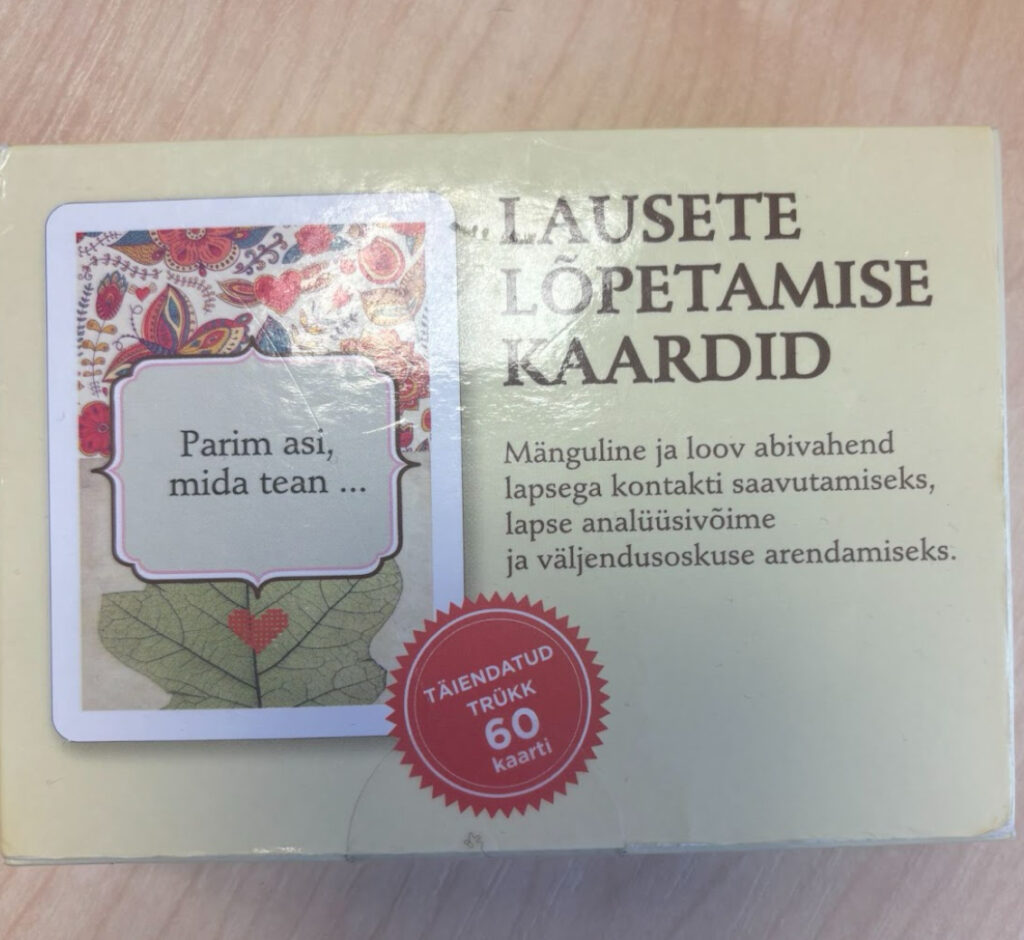 LAUSETE
LÕPETAMISE
KAARDID
Parim asi,
mida tean ...
Mänguline ja loov abivahend
lapsega kontakti saavutamiseks,
lapse analüüsivõime
ja väljendusoskuse arendamiseks.
TÄIENDATUD
TRÜKK
60
kaarti